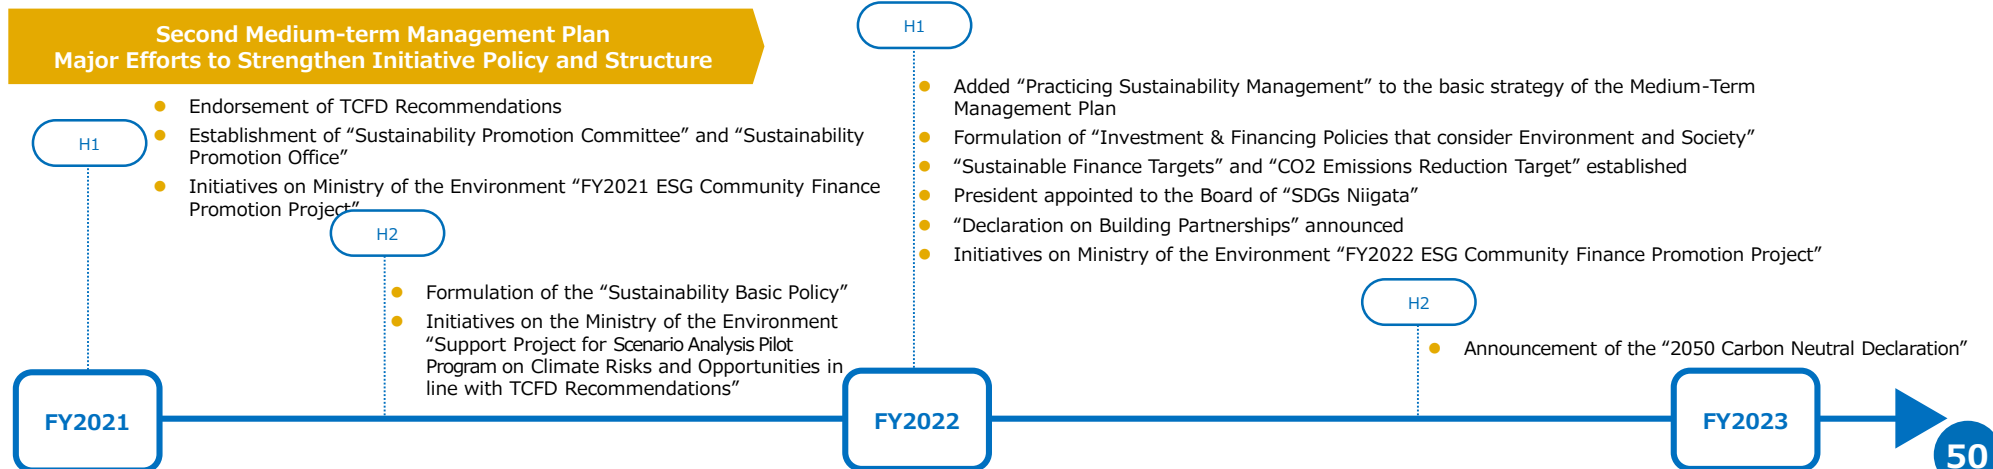 Second Medium-term Management Plan
Major Efforts to Strengthen Initiative Policy and Structure
H1
Endorsement of TCFD Recommendations
Establishment of “Sustainability Promotion Committee” and “Sustainability
Promotion Office”
Initiatives on Ministry of the Environment “FY2021 ESG Community Finance
Promotion Project”
H2
Formulation of the “Sustainability Basic Policy”
Initiatives on the Ministry of the Environment
“Support Project for Scenario Analysis Pilot
Program on Climate Risks and Opportunities in
line with TCFD Recommendations”
H1
Added “Practicing Sustainability Management” to the basic strategy of the Medium-Term
Management Plan
Formulation of “Investment & Financing Policies that consider Environment and Society”
“Sustainable Finance Targets” and “CO2 Emissions Reduction Target” established
President appointed to the Board of “SDGs Niigata”
“Declaration on Building Partnerships” announced
Initiatives on Ministry of the Environment “FY2022 ESG Community Finance Promotion Project”
H2
Announcement of the “2050 Carbon Neutral Declaration”
FY2021
FY2022
FY2023
50